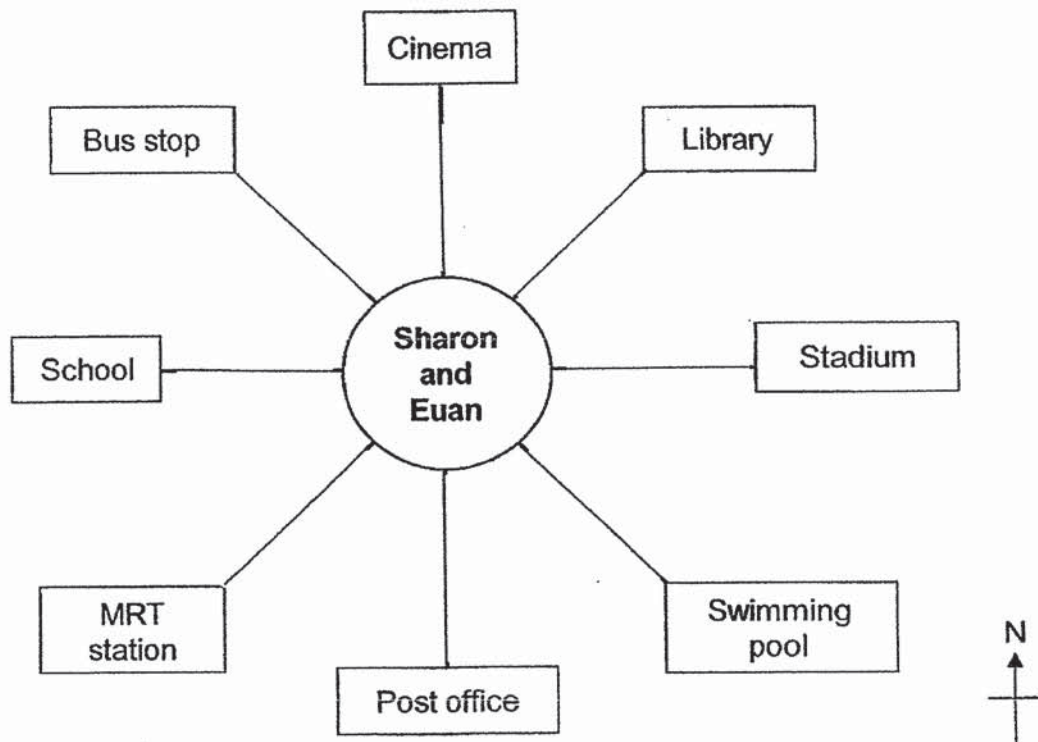 Cinema
Bus stop
Library
Sharon
and
Euan
School
Stadium
MRT
station
Swimming
pool
Post office
N